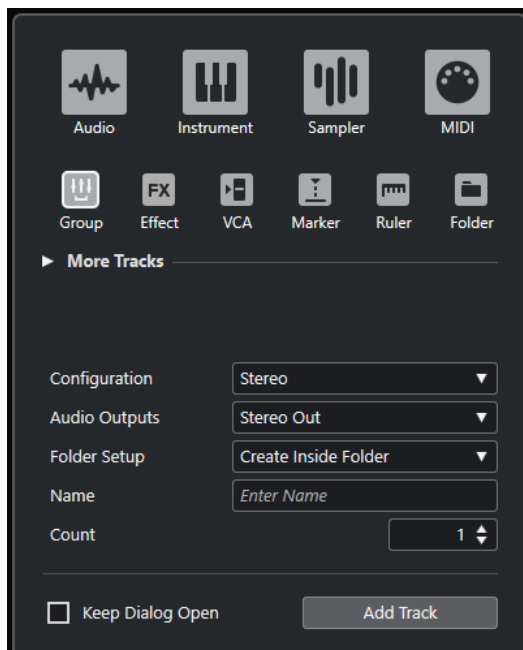 Audio Instrument Sampler MIDI
FX
Group Effect VCA Marker Ruler Folder
More Tracks
Configuration Stereo
Audio Outputs Stereo Out
Folder Setup Create Inside Folder
Name Enter Name
Count 1
Keep Dialog Open Add Track